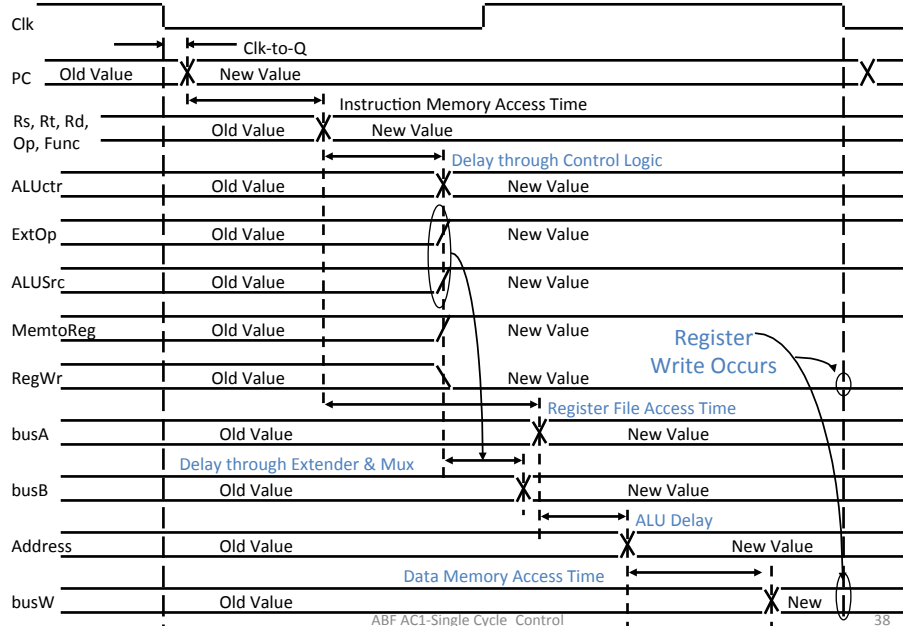 Clk
Clk-to-Q
PC Old Value New Value
Instruction Memory Access Time
Rs, Rt, Rd,
Op, Func
Old Value New Value
Delay through Control Logic
ALUctr Old Value New Value
ExtOp Old Value New Value
ALUSrc Old Value New Value
MemtoReg Old Value New Value
Register
Write Occurs
RegWr Old Value New Value
Register File Access Time
busA Old Value New Value
Delay through Extender & Mux
busB Old Value New Value
ALU Delay
Address Old Value New Value
Data Memory Access Time
busW Old Value New
ABF AC1-Single Cycle Control
38